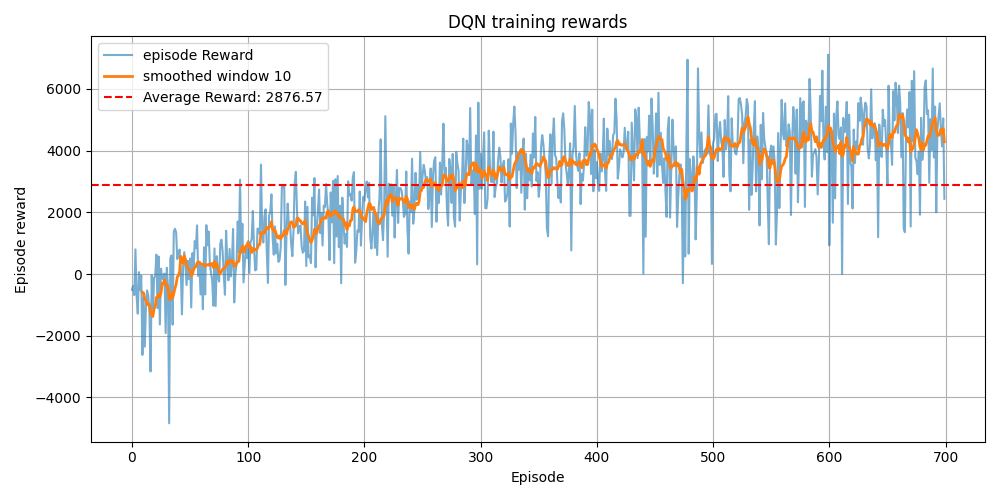 DQN training rewards
episode Reward
smoothed window 10
Average Reward: 2876.57
Episode reward
6000
4000
2000
0
−2000
−4000
0 100 200 300 400 500 600 700
Episode